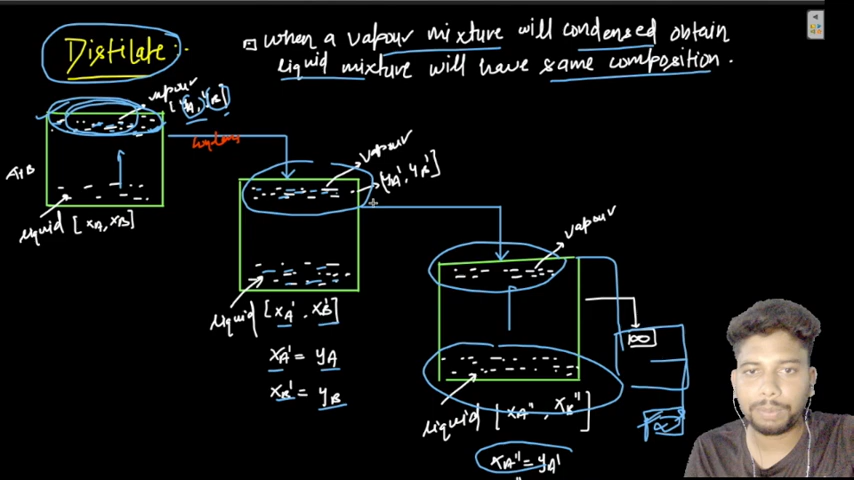 Distilate
□ when a vapour mixture will condensed obtain
liquid mixture will have same composition.
vapour
[yA, yB]
A+B
liquid [xA, xB]
vapour
[yA', yB']
liquid [xA', xB']
xA' = yA
xB' = yB
vapour
liquid [xA'', xB'']
xA'' = yA'